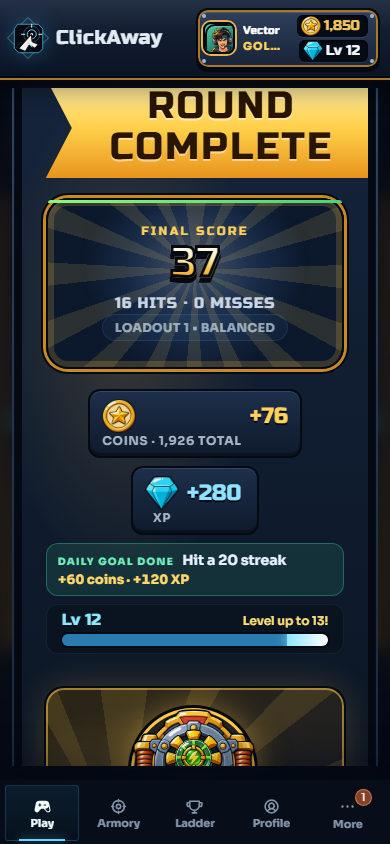 ClickAway
Vector
GOL...
1,850
Lv 12
ROUND
COMPLETE
FINAL SCORE
37
16 HITS · 0 MISSES
LOADOUT 1 • BALANCED
+76
COINS · 1,926 TOTAL
+280
XP
DAILY GOAL DONE Hit a 20 streak
+60 coins · +120 XP
Lv 12 Level up to 13!
1
Play Armory Ladder Profile More